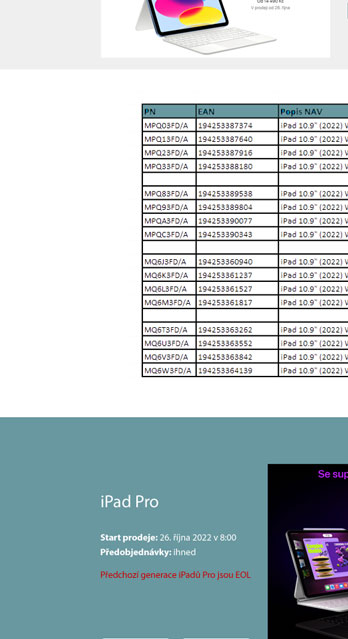 Od 14 490 Kč
V prodeji od 26. října
PN EAN Popis NAV
MPQ03FD/A 194253387374 iPad 10.9" (2022) W
MPQ13FD/A 194253387640 iPad 10.9" (2022) W
MPQ23FD/A 194253387916 iPad 10.9" (2022) W
MPQ33FD/A 194253388180 iPad 10.9" (2022) W
MPQ83FD/A 194253389538 iPad 10.9" (2022) W
MPQ93FD/A 194253389804 iPad 10.9" (2022) W
MPQA3FD/A 194253390077 iPad 10.9" (2022) W
MPQC3FD/A 194253390343 iPad 10.9" (2022) W
MQ6J3FD/A 194253360940 iPad 10.9" (2022) W
MQ6K3FD/A 194253361237 iPad 10.9" (2022) W
MQ6L3FD/A 194253361527 iPad 10.9" (2022) W
MQ6M3FD/A 194253361817 iPad 10.9" (2022) W
MQ6T3FD/A 194253363262 iPad 10.9" (2022) W
MQ6U3FD/A 194253363552 iPad 10.9" (2022) W
MQ6V3FD/A 194253363842 iPad 10.9" (2022) W
MQ6W3FD/A 194253364139 iPad 10.9" (2022) W
Se sup
iPad Pro
Start prodeje: 26. října 2022 v 8:00
Předobjednávky: ihned
Předchozí generace iPadů Pro jsou EOL